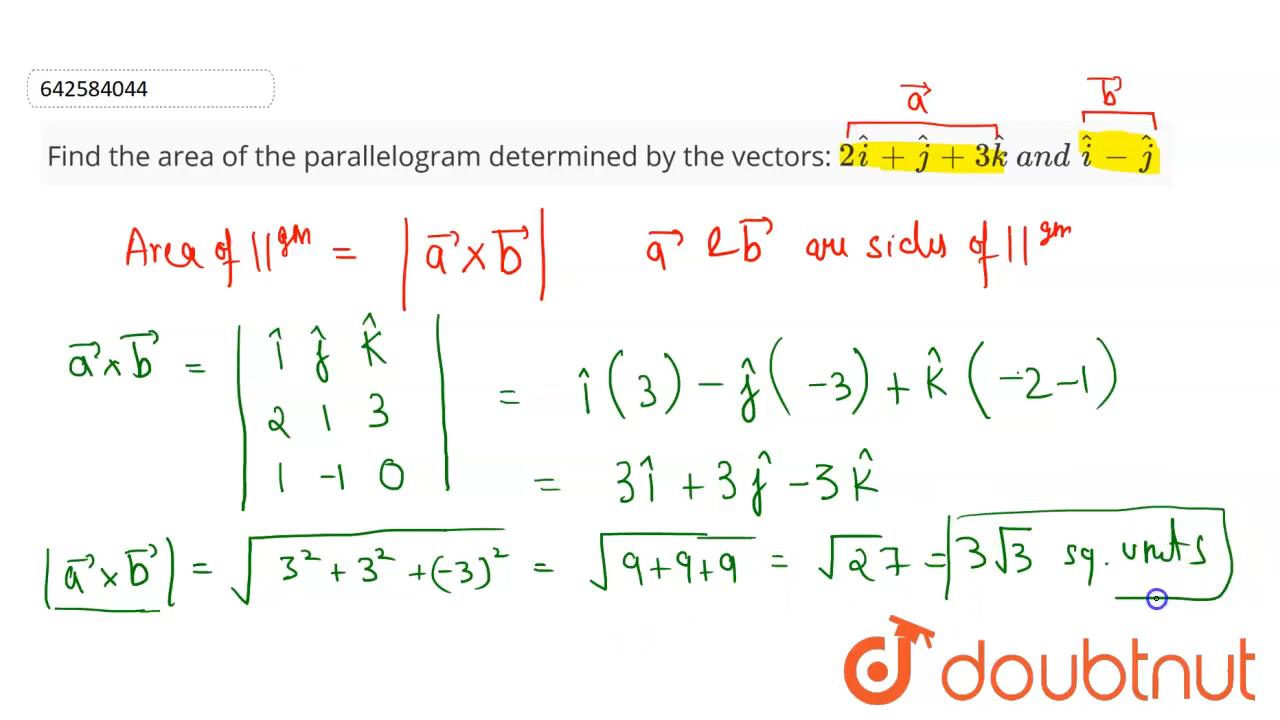 642584044
a⃗ b⃗
Find the area of the parallelogram determined by the vectors: 2î + ĵ + 3k̂ and î − ĵ
Area of ||gm = |a⃗ × b⃗| a⃗ & b⃗ are sides of ||gm
a⃗ × b⃗ = | î ĵ k̂ | = î(3) − ĵ(−3) + k̂(−2−1)
| 2 1 3 |
| 1 −1 0 | = 3î + 3ĵ − 3k̂
|a⃗ × b⃗| = √(3² + 3² + (−3)²) = √(9+9+9) = √27 = 3√3 sq. units
doubtnut